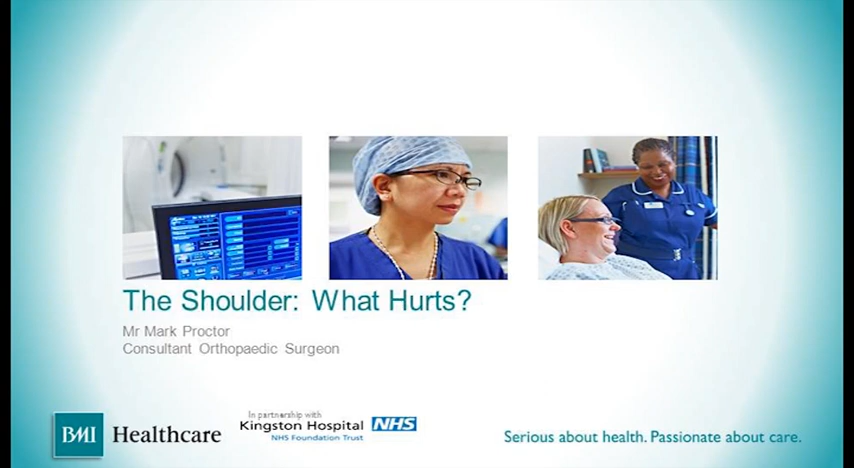 The Shoulder: What Hurts?
Mr Mark Proctor
Consultant Orthopaedic Surgeon
BMI Healthcare
In partnership with
Kingston Hospital NHS
NHS Foundation Trust
Serious about health. Passionate about care.